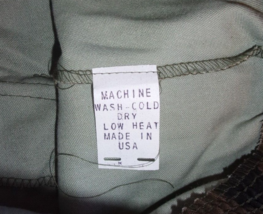 MACHINE
WASH-COLD
DRY
LOW HEAT
MADE IN
USA